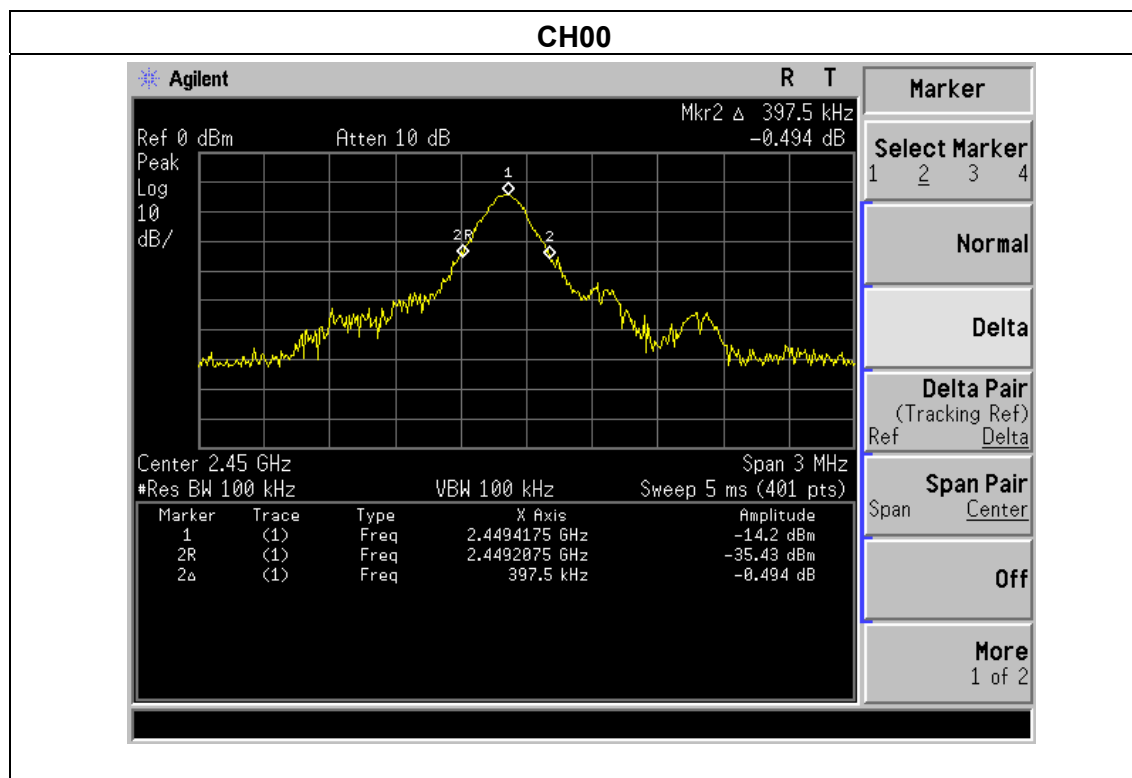 CH00
Agilent R T
Mkr2 Δ 397.5 kHz
Ref 0 dBm Atten 10 dB -0.494 dB
Peak
Log
10
dB/
1
2R
2
Center 2.45 GHz Span 3 MHz
#Res BW 100 kHz VBW 100 kHz Sweep 5 ms (401 pts)
Marker Trace Type X Axis Amplitude
1 (1) Freq 2.4494175 GHz -14.2 dBm
2R (1) Freq 2.4492075 GHz -35.43 dBm
2Δ (1) Freq 397.5 kHz -0.494 dB
Marker
Select Marker
1 2 3 4
Normal
Delta
Delta Pair
(Tracking Ref)
Ref Delta
Span Pair
Span Center
Off
More
1 of 2